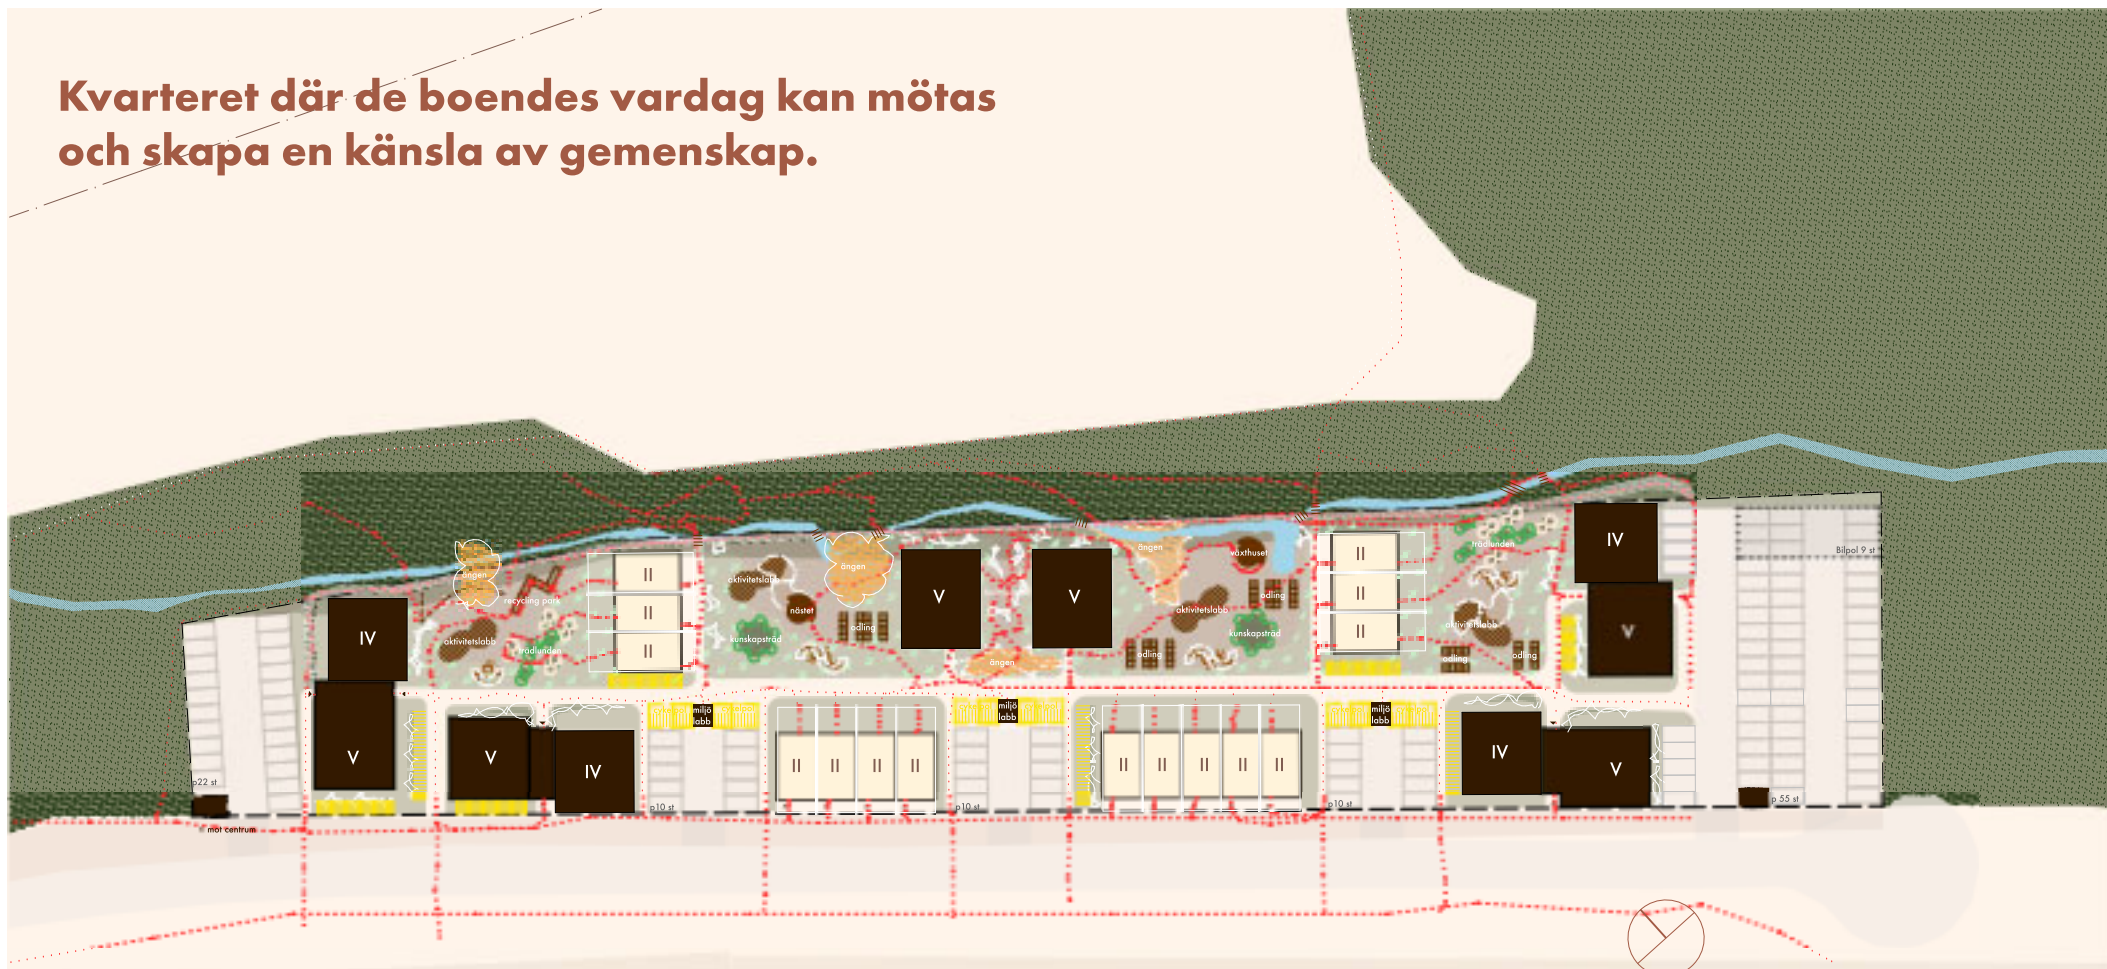 Kvarteret där de boendes vardag kan mötas
och skapa en känsla av gemenskap.
IV
Bilpol 9 st
ängen
växthuset
trädlunden
II
ängen
ängen
II
aktivitetslabb
V
V
odling
II
recycling park
II
nästet
aktivitetslabb
aktivitetslabb
IV
aktivitetslabb
odling
kunskapsträd
kunskapsträd
II
V
trädlunden
II
odling
odling
odling
ängen
miljö
labb
miljö
labb
miljö
labb
V
V
IV
II
II
II
II
II
II
II
II
II
IV
V
p22 st
p10 st
p10 st
p10 st
p 55 st
mot centrum